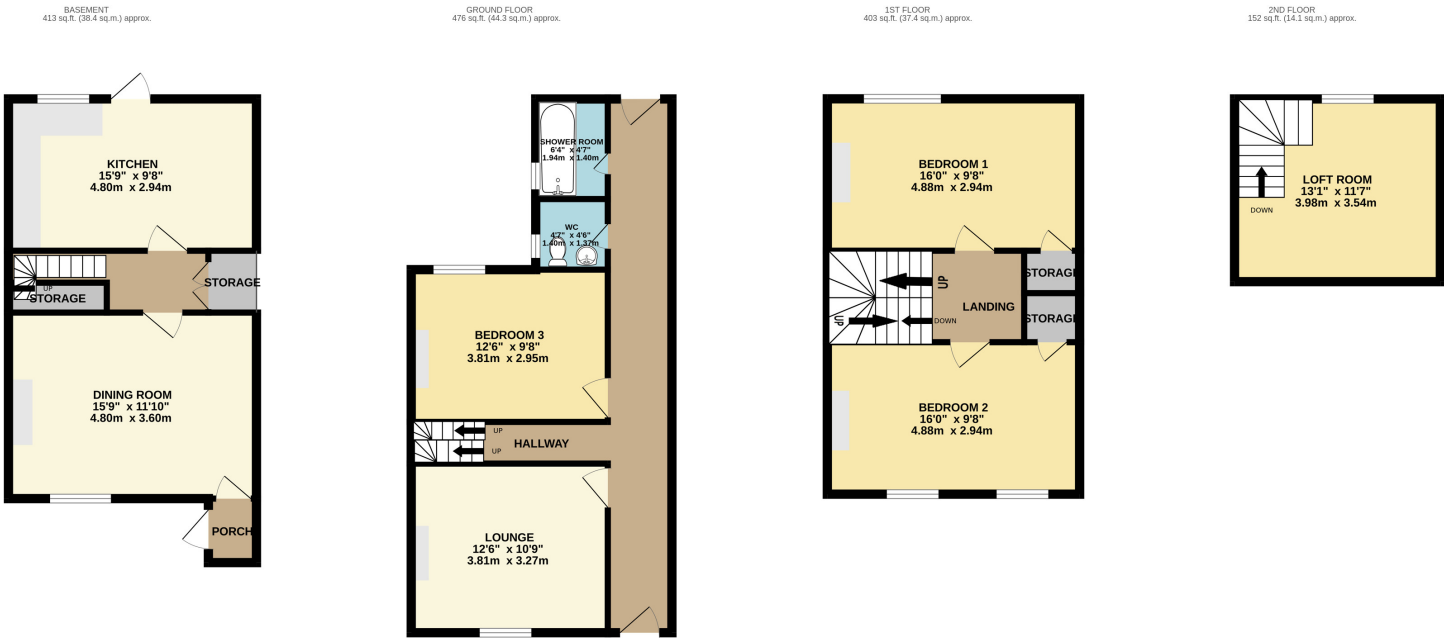 BASEMENT
413 sq.ft. (38.4 sq.m.) approx.
KITCHEN
15'9" x 9'8"
4.80m x 2.94m
STORAGE
UP
STORAGE
DINING ROOM
15'9" x 11'10"
4.80m x 3.60m
PORCH
GROUND FLOOR
476 sq.ft. (44.3 sq.m.) approx.
SHOWER ROOM
6'4" x 4'7"
1.94m x 1.40m
WC
4'7" x 4'6"
1.40m x 1.37m
BEDROOM 3
12'6" x 9'8"
3.81m x 2.95m
UP
HALLWAY
UP
LOUNGE
12'6" x 10'9"
3.81m x 3.27m
1ST FLOOR
403 sq.ft. (37.4 sq.m.) approx.
BEDROOM 1
16'0" x 9'8"
4.88m x 2.94m
STORAGE
UP
LANDING
STORAGE
UP
DOWN
BEDROOM 2
16'0" x 9'8"
4.88m x 2.94m
2ND FLOOR
152 sq.ft. (14.1 sq.m.) approx.
LOFT ROOM
13'1" x 11'7"
3.98m x 3.54m
DOWN